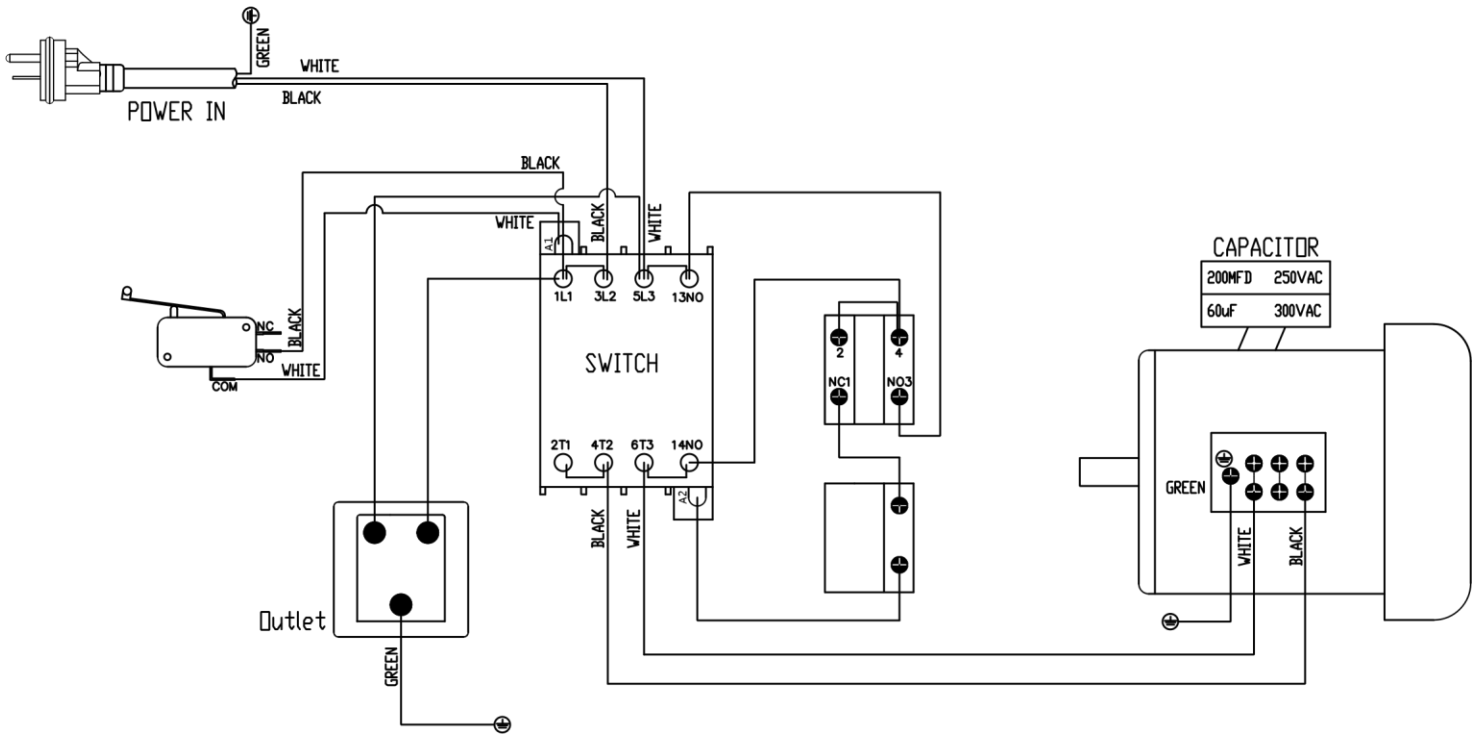 GREEN
WHITE
BLACK
POWER IN
BLACK
WHITE
A1
BLACK
WHITE
1L1 3L2 5L3 13NO
CAPACITOR
200MFD 250VAC
60uF 300VAC
NC
NO
COM
BLACK
WHITE
SWITCH
2 4
NC1 NO3
2T1 4T2 6T3 14NO
A2
BLACK
WHITE
GREEN
WHITE
BLACK
Outlet
GREEN